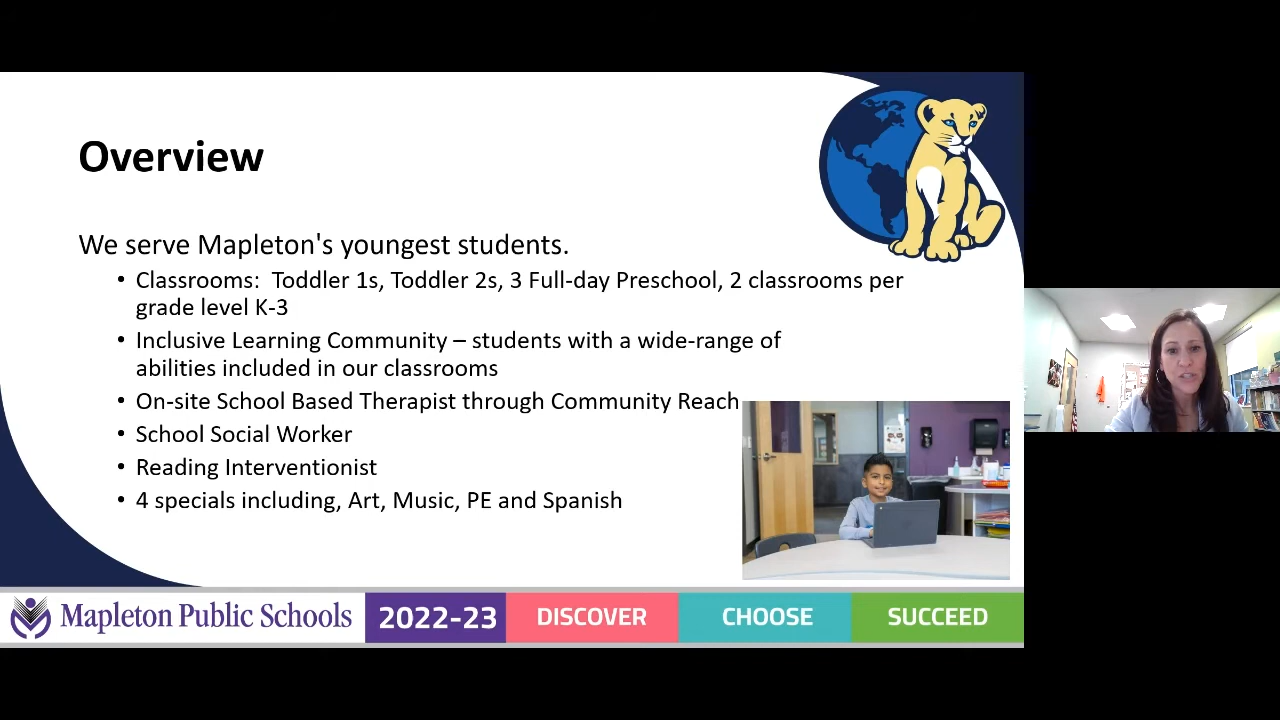 Overview
We serve Mapleton's youngest students.
• Classrooms:  Toddler 1s, Toddler 2s, 3 Full-day Preschool, 2 classrooms per
grade level K-3
• Inclusive Learning Community – students with a wide-range of
abilities included in our classrooms
• On-site School Based Therapist through Community Reach
• School Social Worker
• Reading Interventionist
• 4 specials including, Art, Music, PE and Spanish
Mapleton Public Schools 2022-23 DISCOVER CHOOSE SUCCEED